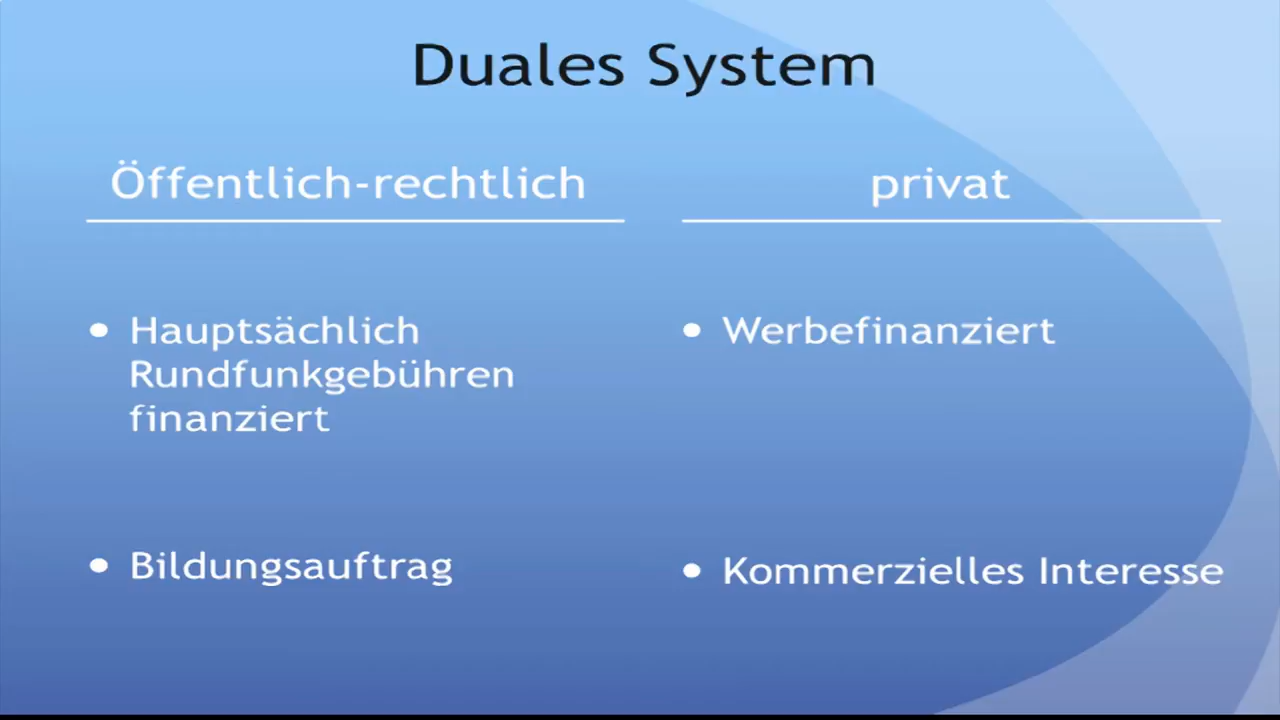 Duales System
Öffentlich-rechtlich
privat
• Hauptsächlich
Rundfunkgebühren
finanziert
• Werbefinanziert
• Bildungsauftrag
• Kommerzielles Interesse